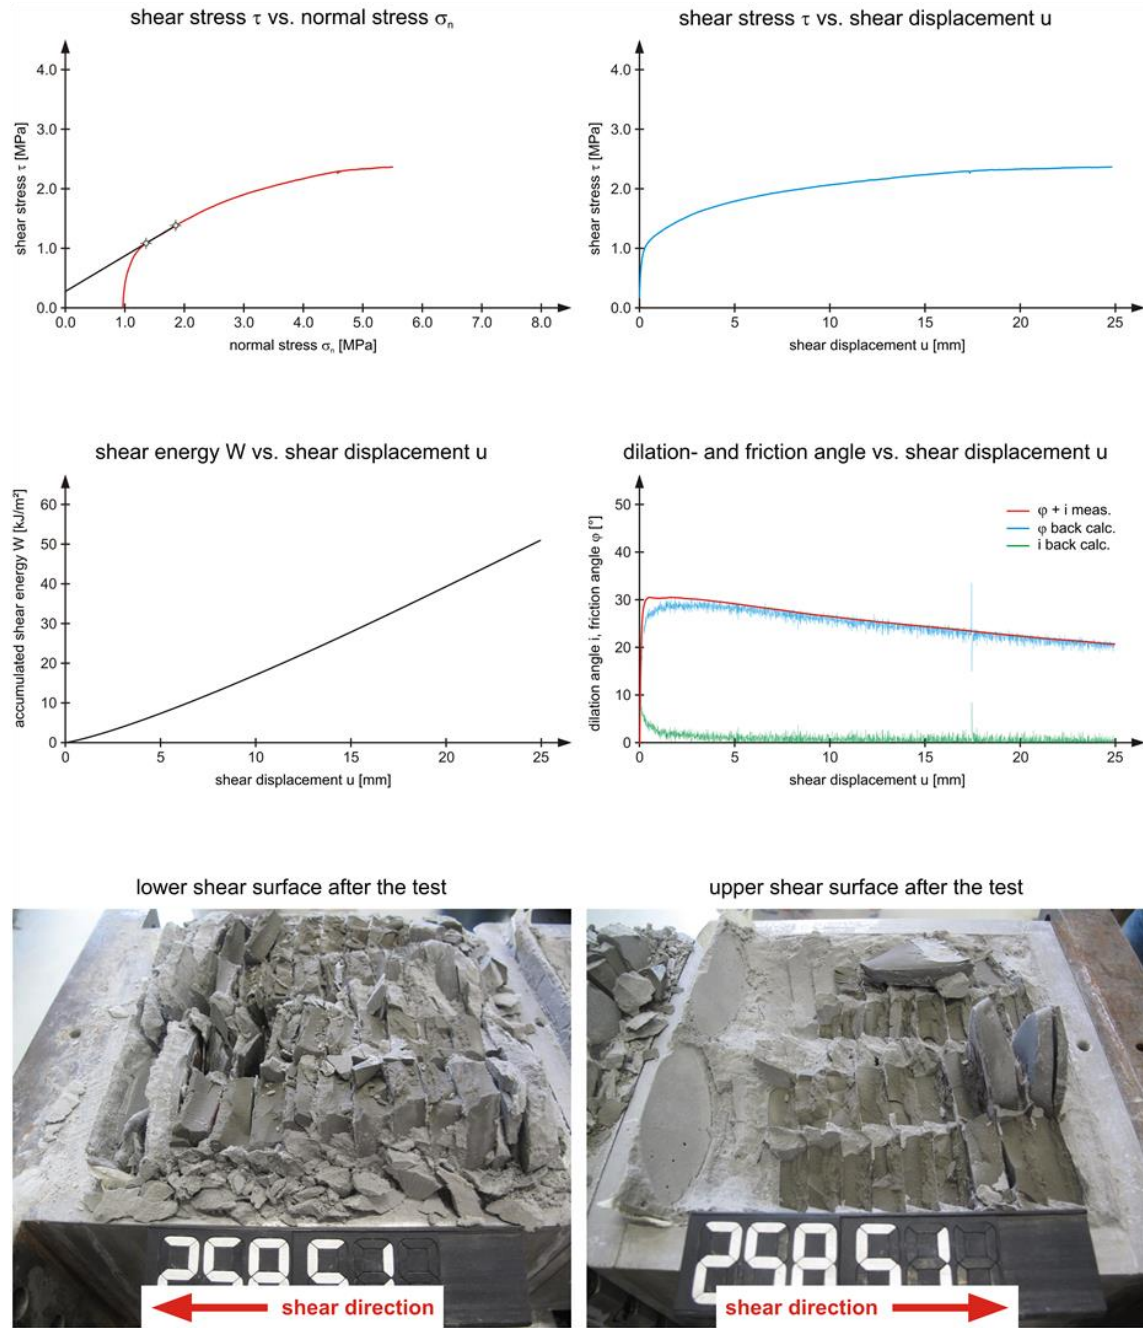 shear stress τ vs. normal stress σn
shear stress τ [MPa]
4.0
3.0
2.0
1.0
0.0
0.0 1.0 2.0 3.0 4.0 5.0 6.0 7.0 8.0
normal stress σn [MPa]
shear stress τ vs. shear displacement u
shear stress τ [MPa]
4.0
3.0
2.0
1.0
0.0
0 5 10 15 20 25
shear displacement u [mm]
shear energy W vs. shear displacement u
accumulated shear energy W [kJ/m²]
60
50
40
30
20
10
0
0 5 10 15 20 25
shear displacement u [mm]
dilation- and friction angle vs. shear displacement u
dilation angle i, friction angle φ [°]
50
40
30
20
10
0
φ + i meas.
φ back calc.
i back calc.
0 5 10 15 20 25
shear displacement u [mm]
lower shear surface after the test
25851
shear direction
upper shear surface after the test
25851
shear direction